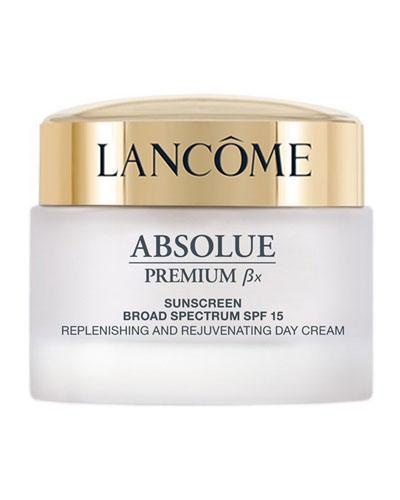 LANCÔME
ABSOLUE
PREMIUM βx
SUNSCREEN
BROAD SPECTRUM SPF 15
REPLENISHING AND REJUVENATING DAY CREAM